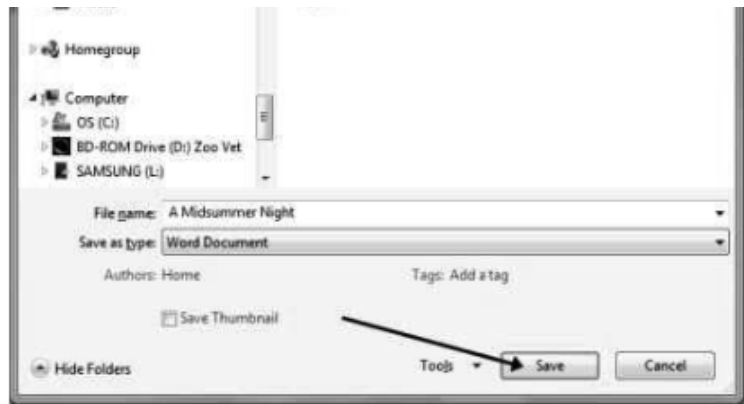 Homegroup
Computer
OS (C:)
BD-ROM Drive (D:) Zoo Vet
SAMSUNG (L:)
File name: A Midsummer Night
Save as type: Word Document
Authors: Home Tags: Add a tag
Save Thumbnail
Hide Folders Tools Save Cancel